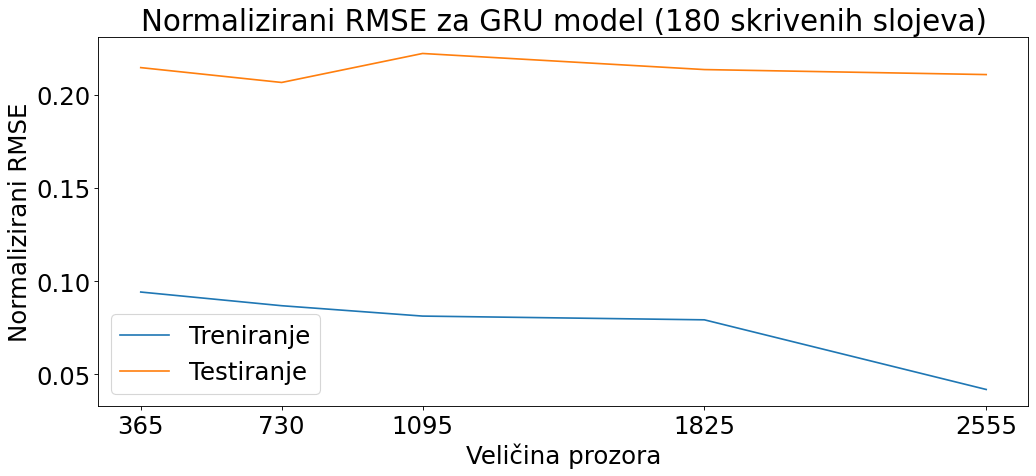 Normalizirani RMSE za GRU model (180 skrivenih slojeva)
Normalizirani RMSE
0.20
0.15
0.10
0.05
Treniranje
Testiranje
365 730 1095 1825 2555
Veličina prozora